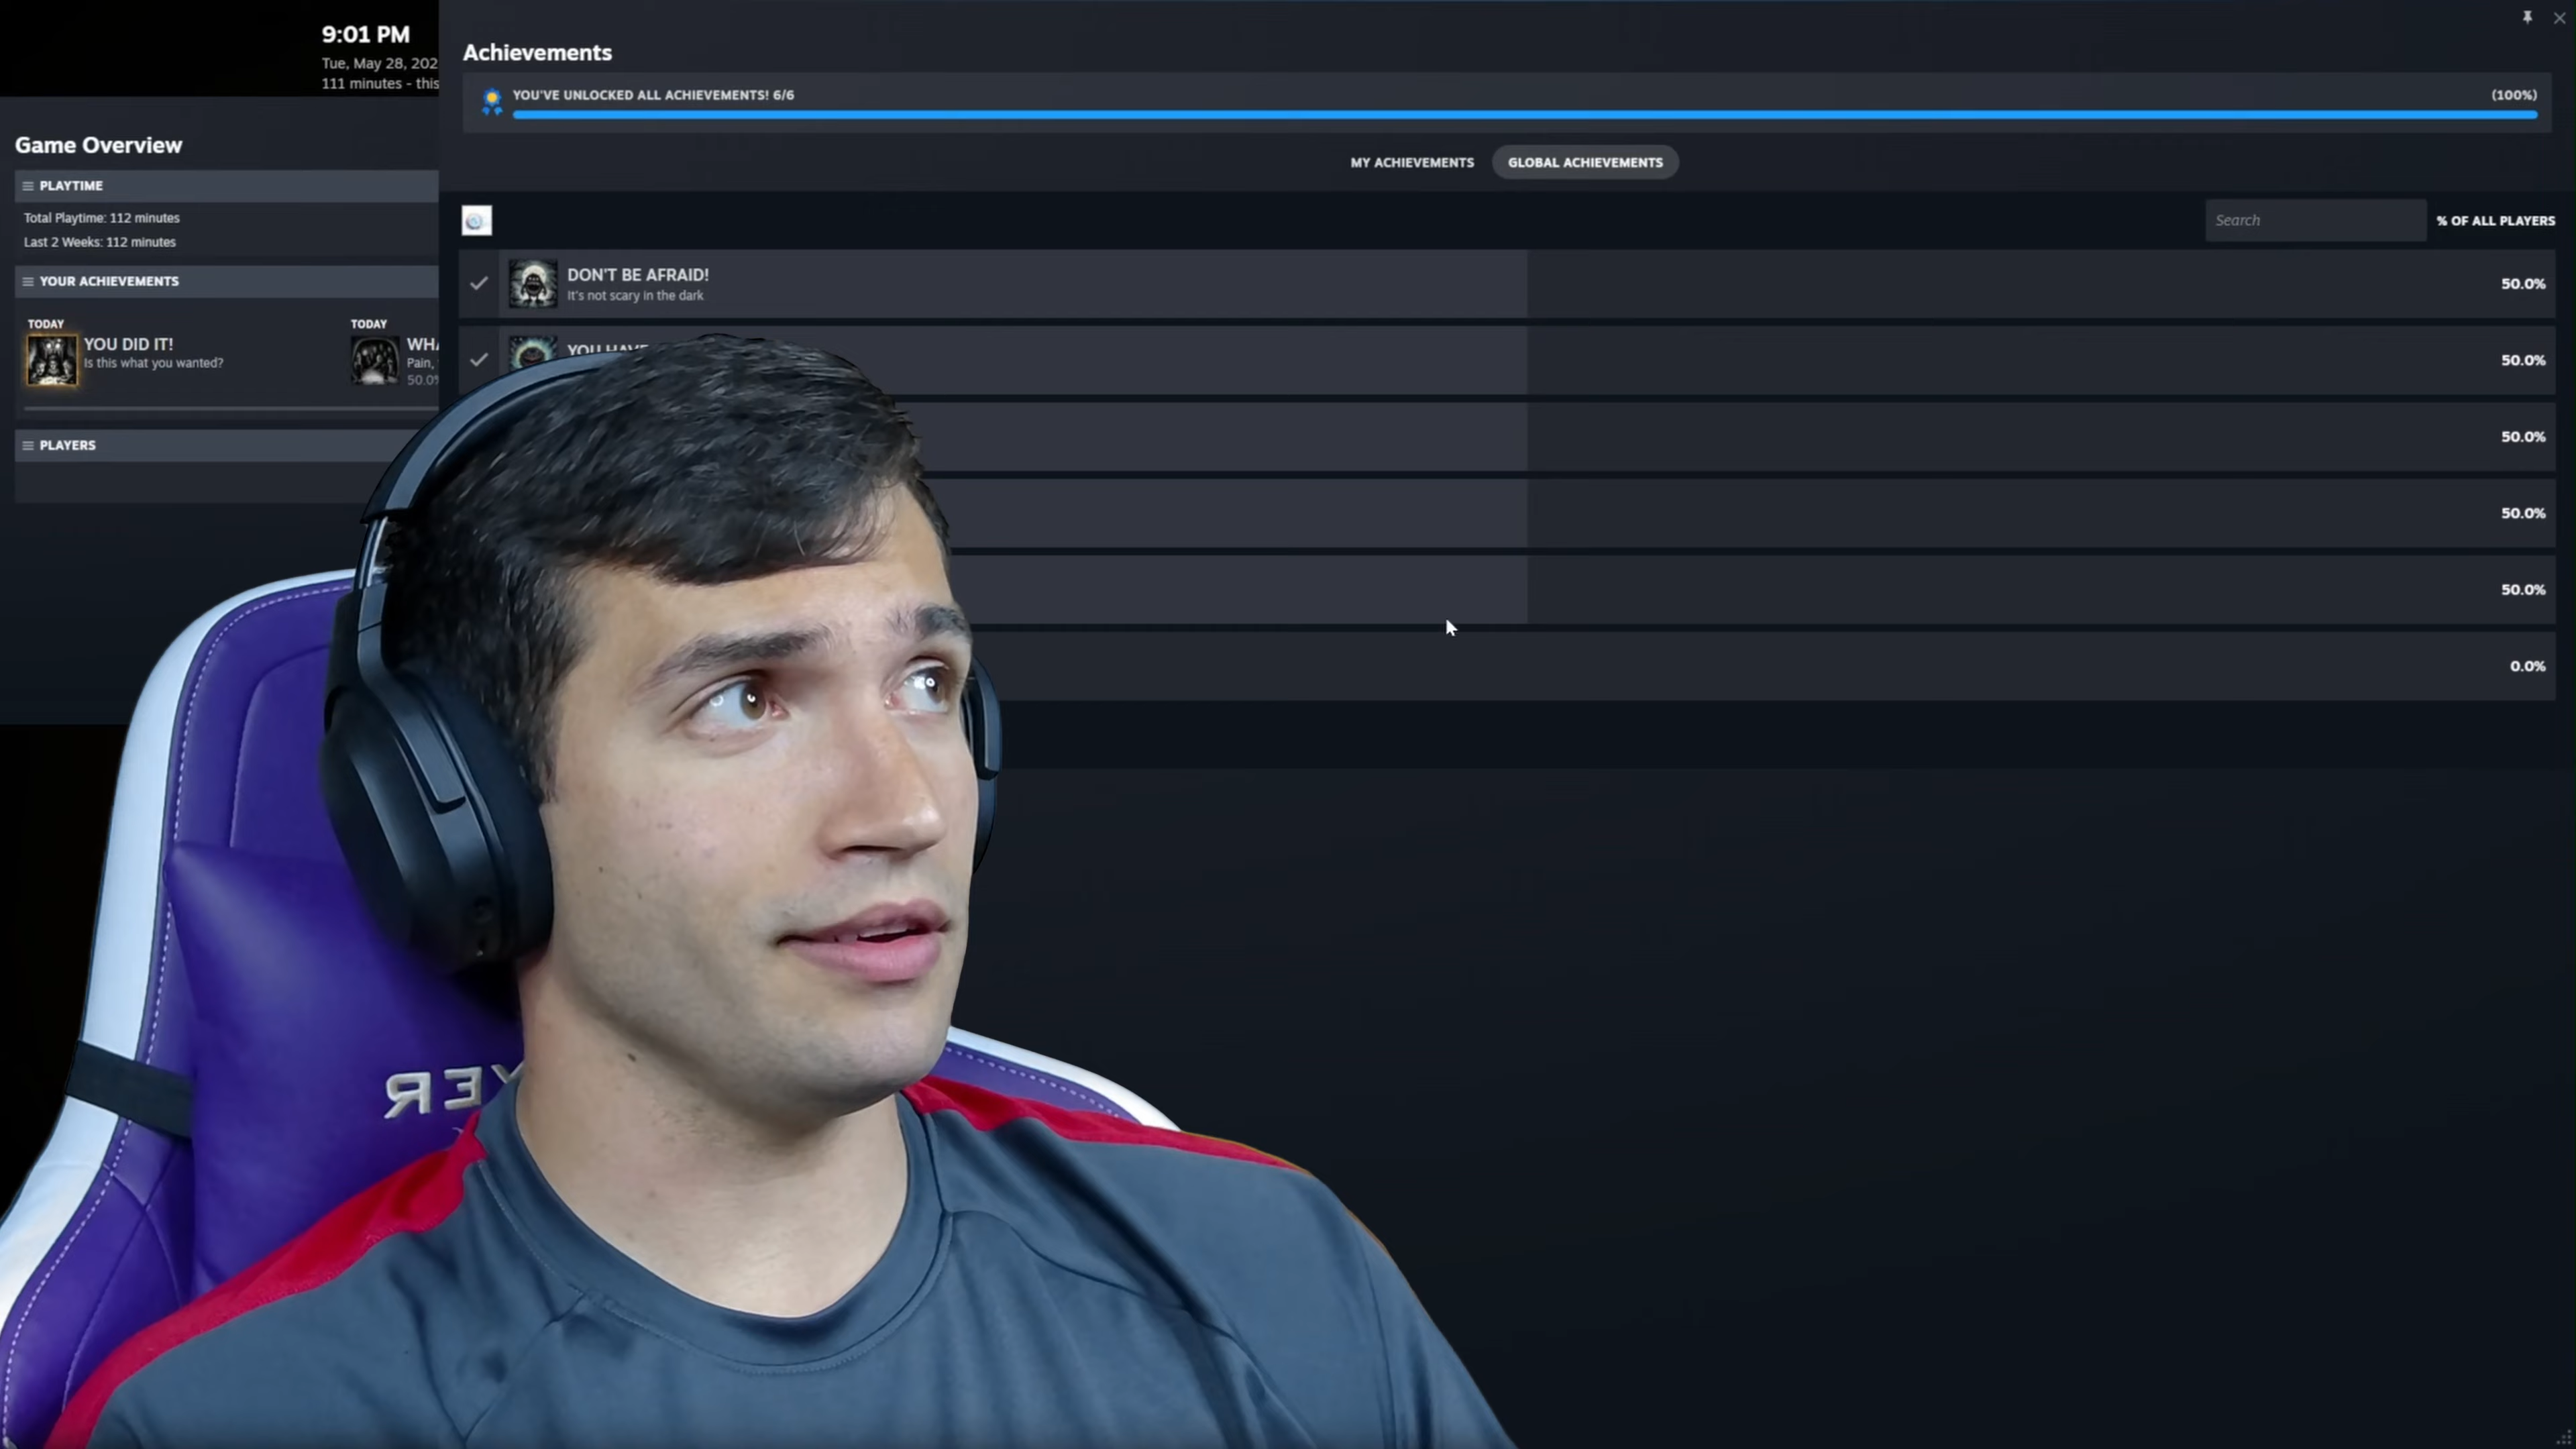 9:01 PM
Tue, May 28, 202
111 minutes - this
Game Overview
PLAYTIME
Total Playtime: 112 minutes
Last 2 Weeks: 112 minutes
YOUR ACHIEVEMENTS
TODAY
YOU DID IT!
Is this what you wanted?
TODAY
WHA
Pain,
50.0%
PLAYERS
Achievements
YOU'VE UNLOCKED ALL ACHIEVEMENTS! 6/6
(100%)
MY ACHIEVEMENTS
GLOBAL ACHIEVEMENTS
Search
% OF ALL PLAYERS
DON'T BE AFRAID!
It's not scary in the dark
50.0%
YOU HAVE
50.0%
50.0%
50.0%
50.0%
0.0%